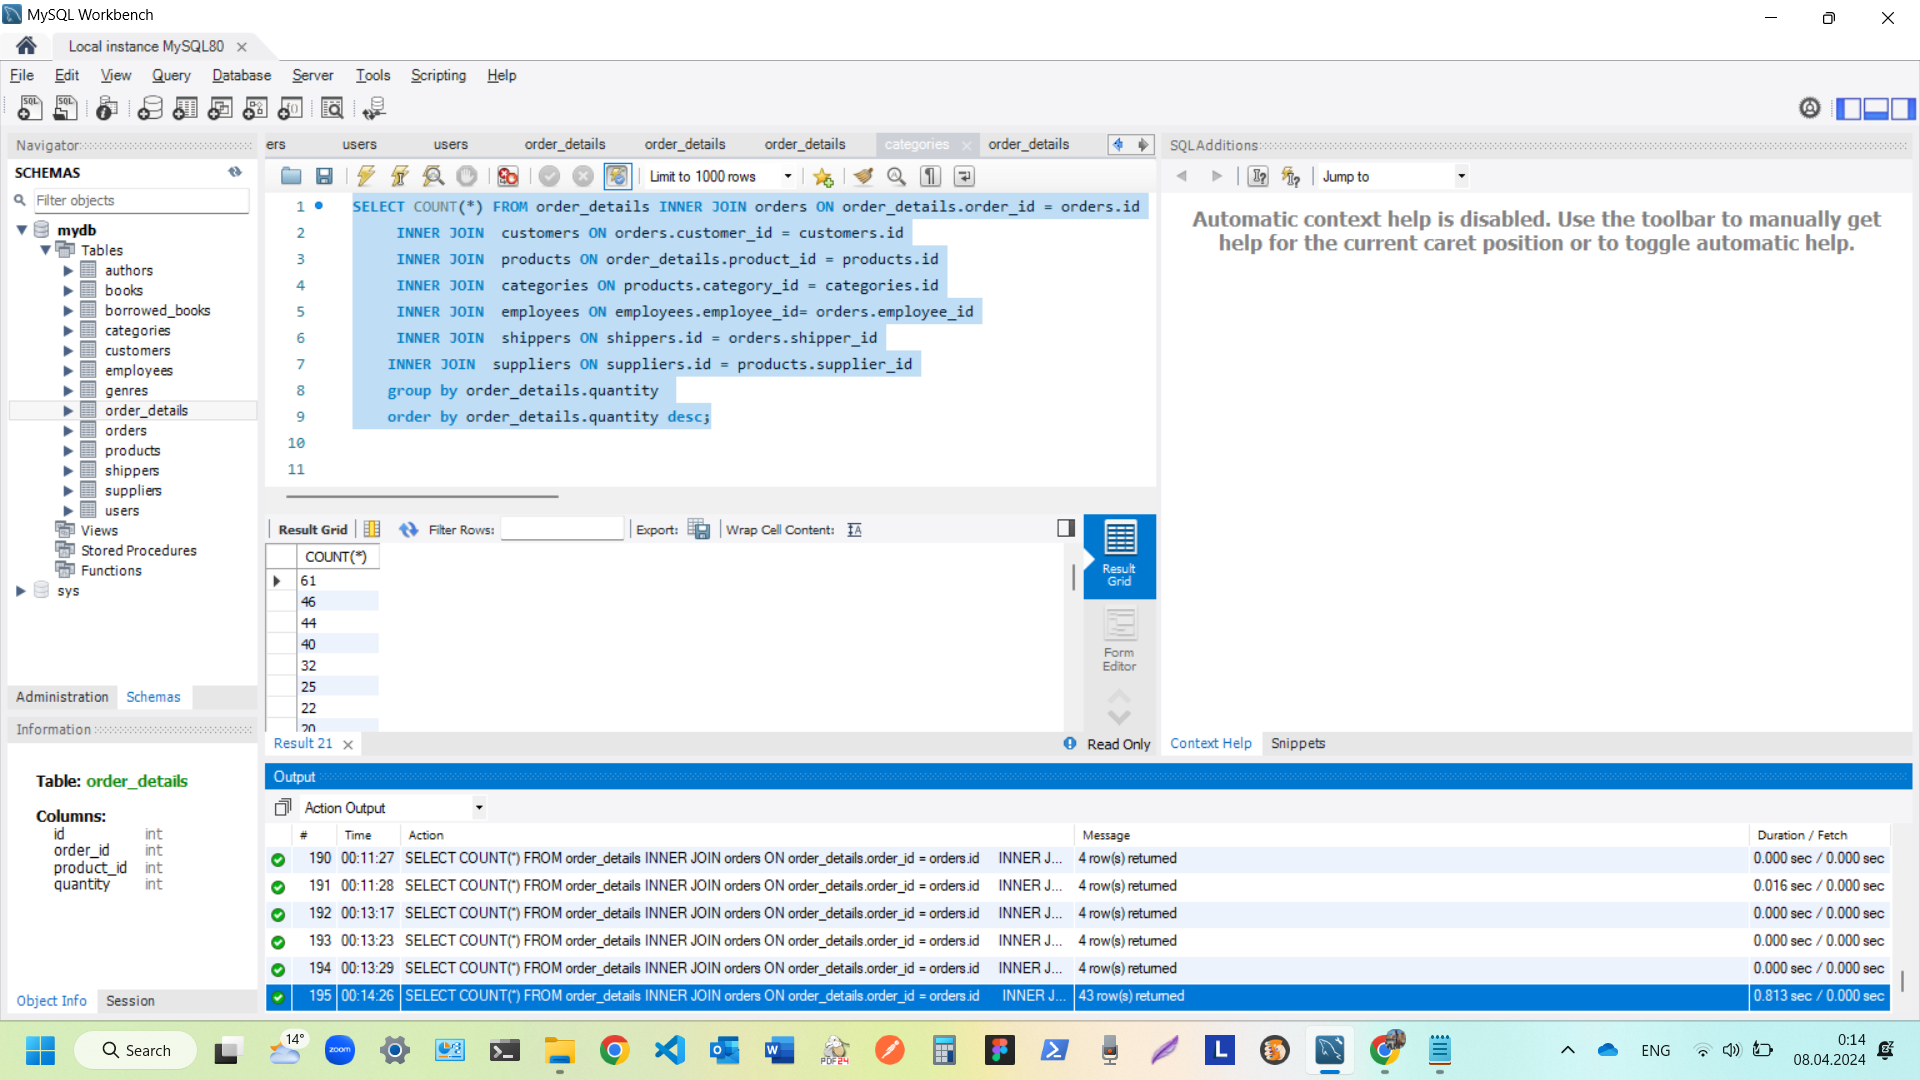 MySQL Workbench
Local instance MySQL80
File Edit View Query Database Server Tools Scripting Help
Navigator
SCHEMAS
Filter objects
mydb
Tables
authors
books
borrowed_books
categories
customers
employees
genres
order_details
orders
products
shippers
suppliers
users
Views
Stored Procedures
Functions
sys
Administration Schemas
Information
Table: order_details
Columns:
id int
order_id int
product_id int
quantity int
Object Info Session
ers users users order_details order_details order_details categories order_details
Limit to 1000 rows
1 SELECT COUNT(*) FROM order_details INNER JOIN orders ON order_details.order_id = orders.id
2 INNER JOIN customers ON orders.customer_id = customers.id
3 INNER JOIN products ON order_details.product_id = products.id
4 INNER JOIN categories ON products.category_id = categories.id
5 INNER JOIN employees ON employees.employee_id= orders.employee_id
6 INNER JOIN shippers ON shippers.id = orders.shipper_id
7 INNER JOIN suppliers ON suppliers.id = products.supplier_id
8 group by order_details.quantity
9 order by order_details.quantity desc;
10
11
Result Grid Filter Rows: Export: Wrap Cell Content:
COUNT(*)
61
46
44
40
32
25
22
20
Result Grid
Form Editor
Result 21
Read Only
SQLAdditions
Jump to
Automatic context help is disabled. Use the toolbar to manually get
help for the current caret position or to toggle automatic help.
Context Help Snippets
Output
Action Output
# Time Action Message Duration / Fetch
190 00:11:27 SELECT COUNT(*) FROM order_details INNER JOIN orders ON order_details.order_id = orders.id INNER J... 4 row(s) returned 0.000 sec / 0.000 sec
191 00:11:28 SELECT COUNT(*) FROM order_details INNER JOIN orders ON order_details.order_id = orders.id INNER J... 4 row(s) returned 0.016 sec / 0.000 sec
192 00:13:17 SELECT COUNT(*) FROM order_details INNER JOIN orders ON order_details.order_id = orders.id INNER J... 4 row(s) returned 0.000 sec / 0.000 sec
193 00:13:23 SELECT COUNT(*) FROM order_details INNER JOIN orders ON order_details.order_id = orders.id INNER J... 4 row(s) returned 0.000 sec / 0.000 sec
194 00:13:29 SELECT COUNT(*) FROM order_details INNER JOIN orders ON order_details.order_id = orders.id INNER J... 4 row(s) returned 0.000 sec / 0.000 sec
195 00:14:26 SELECT COUNT(*) FROM order_details INNER JOIN orders ON order_details.order_id = orders.id INNER J... 43 row(s) returned 0.813 sec / 0.000 sec
Search
14°
zoom
PDF24
L
ENG
0:14
08.04.2024